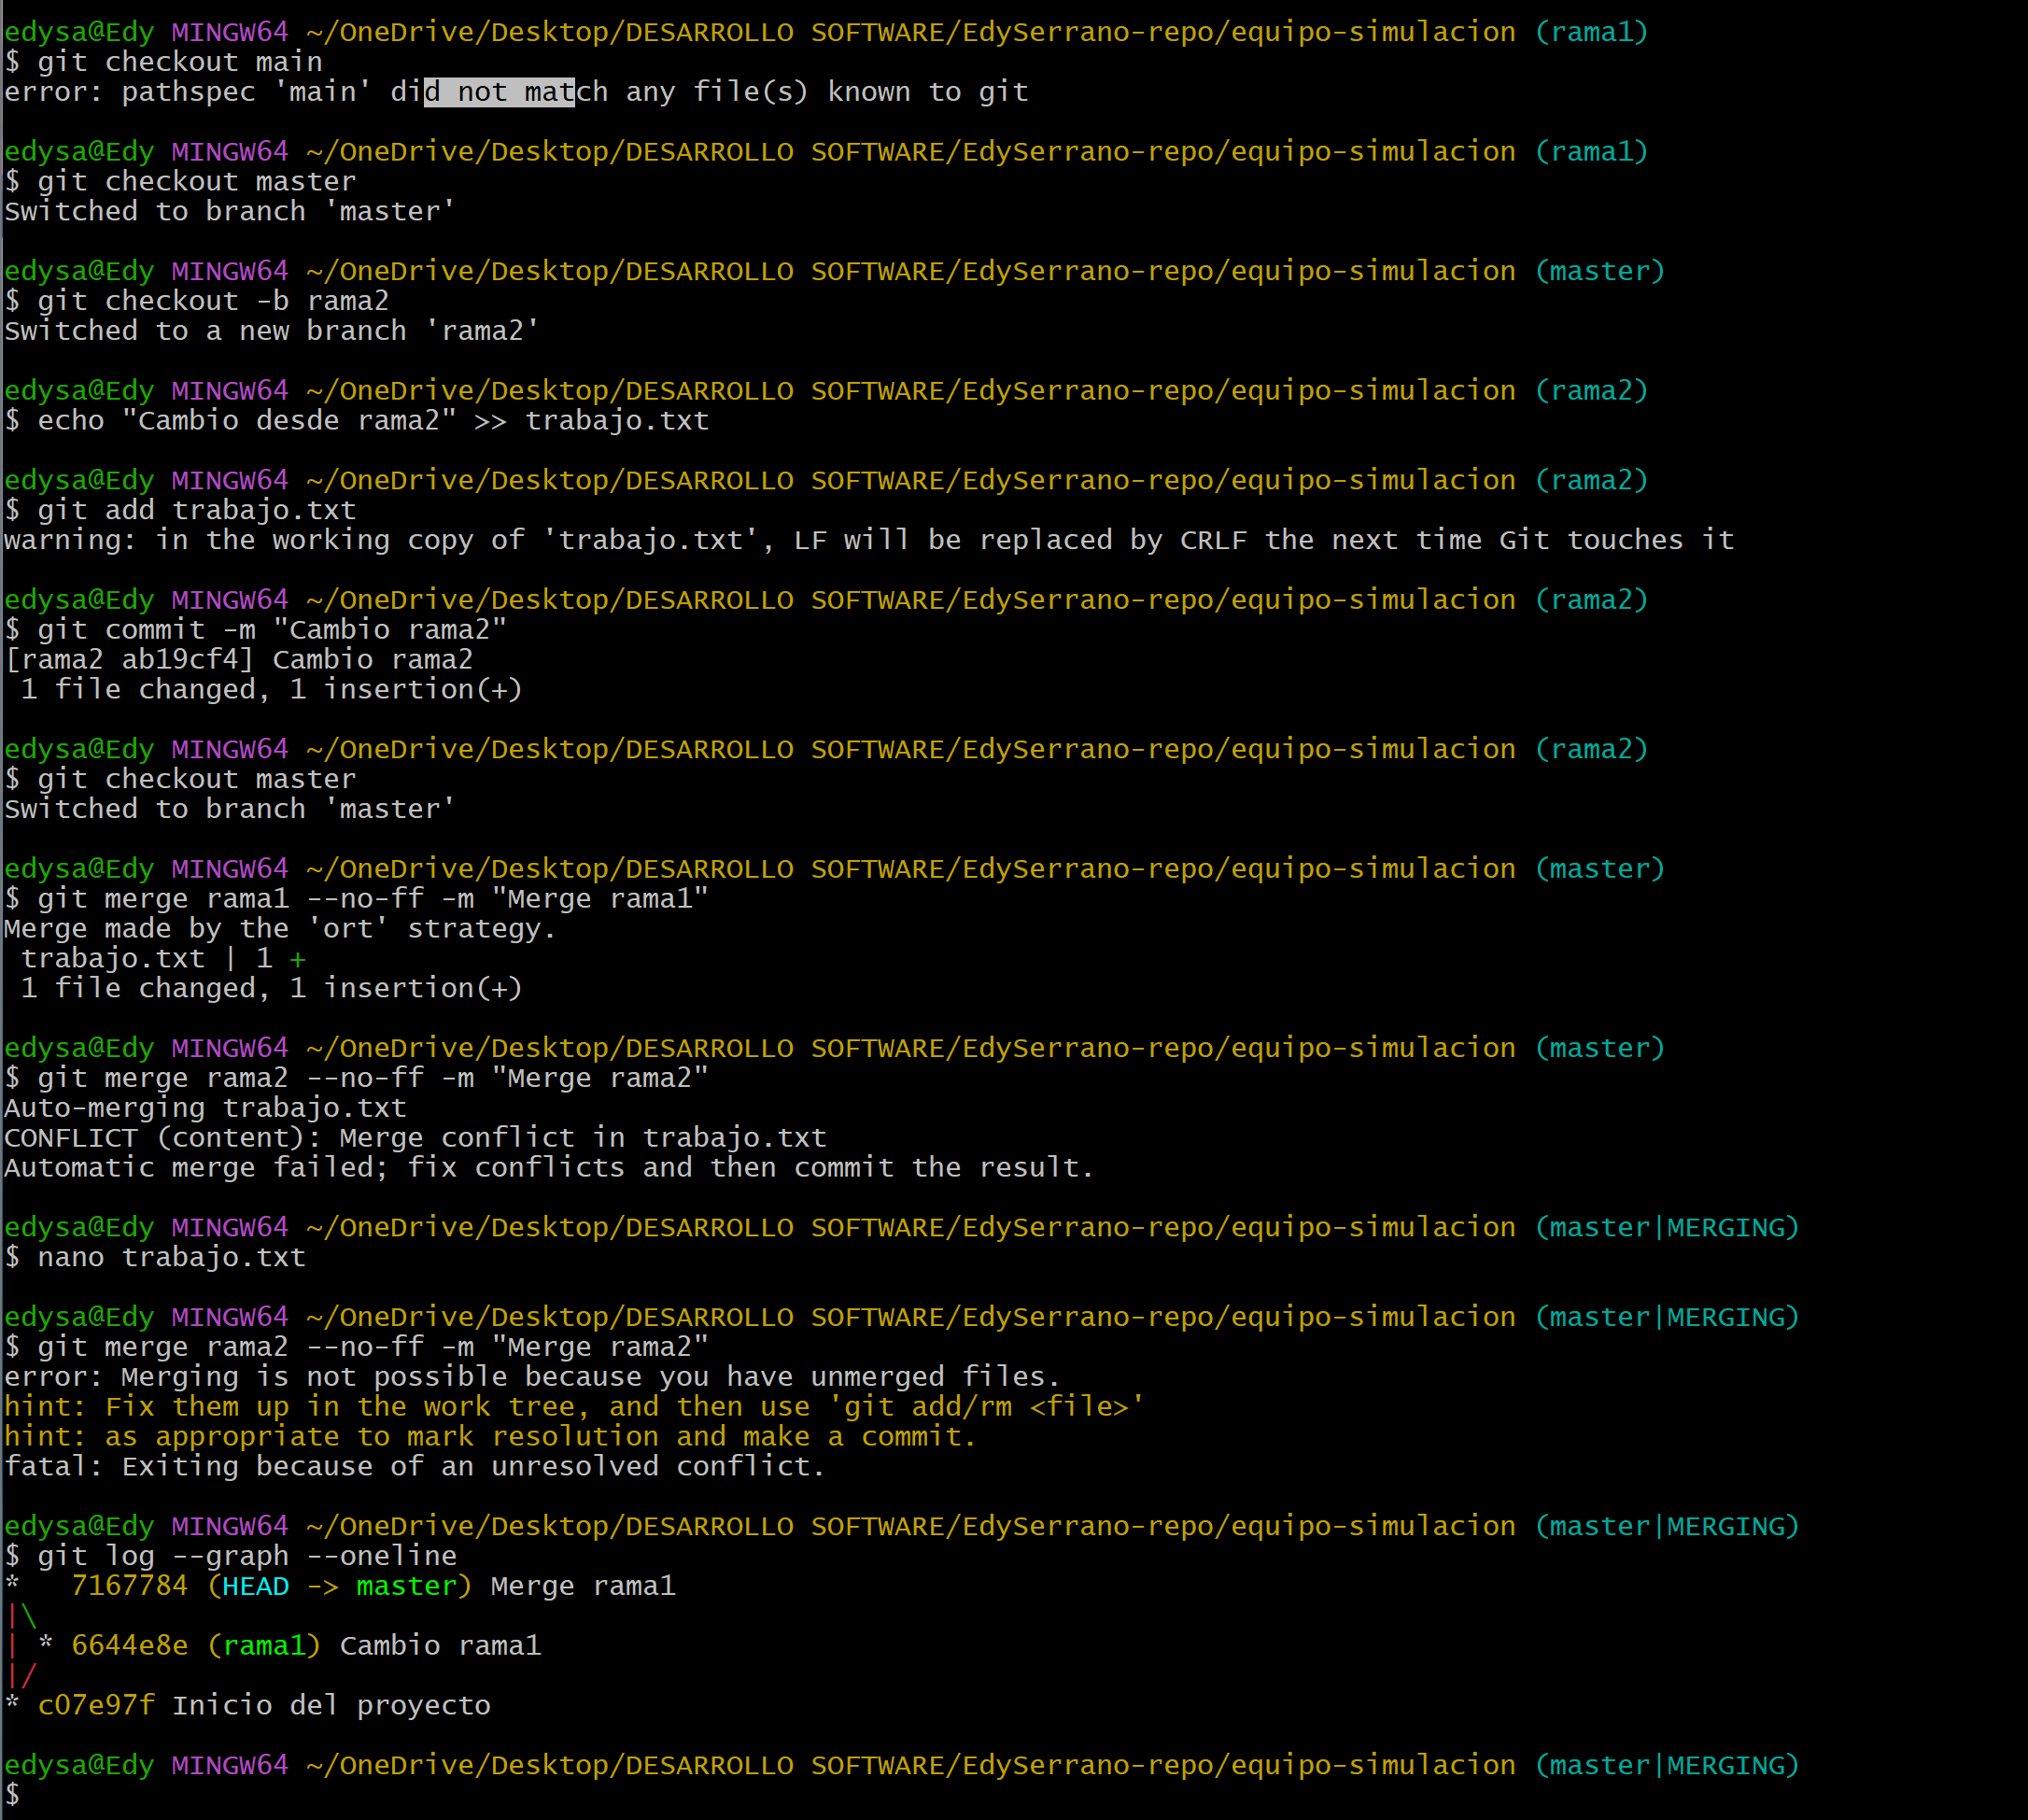 edysa@Edy MINGW64 ~/OneDrive/Desktop/DESARROLLO SOFTWARE/EdySerrano-repo/equipo-simulacion (rama1)
$ git checkout main
error: pathspec 'main' did not match any file(s) known to git
edysa@Edy MINGW64 ~/OneDrive/Desktop/DESARROLLO SOFTWARE/EdySerrano-repo/equipo-simulacion (rama1)
$ git checkout master
Switched to branch 'master'
edysa@Edy MINGW64 ~/OneDrive/Desktop/DESARROLLO SOFTWARE/EdySerrano-repo/equipo-simulacion (master)
$ git checkout -b rama2
Switched to a new branch 'rama2'
edysa@Edy MINGW64 ~/OneDrive/Desktop/DESARROLLO SOFTWARE/EdySerrano-repo/equipo-simulacion (rama2)
$ echo "Cambio desde rama2" >> trabajo.txt
edysa@Edy MINGW64 ~/OneDrive/Desktop/DESARROLLO SOFTWARE/EdySerrano-repo/equipo-simulacion (rama2)
$ git add trabajo.txt
warning: in the working copy of 'trabajo.txt', LF will be replaced by CRLF the next time Git touches it
edysa@Edy MINGW64 ~/OneDrive/Desktop/DESARROLLO SOFTWARE/EdySerrano-repo/equipo-simulacion (rama2)
$ git commit -m "Cambio rama2"
[rama2 ab19cf4] Cambio rama2
 1 file changed, 1 insertion(+)
edysa@Edy MINGW64 ~/OneDrive/Desktop/DESARROLLO SOFTWARE/EdySerrano-repo/equipo-simulacion (rama2)
$ git checkout master
Switched to branch 'master'
edysa@Edy MINGW64 ~/OneDrive/Desktop/DESARROLLO SOFTWARE/EdySerrano-repo/equipo-simulacion (master)
$ git merge rama1 --no-ff -m "Merge rama1"
Merge made by the 'ort' strategy.
 trabajo.txt | 1 +
 1 file changed, 1 insertion(+)
edysa@Edy MINGW64 ~/OneDrive/Desktop/DESARROLLO SOFTWARE/EdySerrano-repo/equipo-simulacion (master)
$ git merge rama2 --no-ff -m "Merge rama2"
Auto-merging trabajo.txt
CONFLICT (content): Merge conflict in trabajo.txt
Automatic merge failed; fix conflicts and then commit the result.
edysa@Edy MINGW64 ~/OneDrive/Desktop/DESARROLLO SOFTWARE/EdySerrano-repo/equipo-simulacion (master|MERGING)
$ nano trabajo.txt
edysa@Edy MINGW64 ~/OneDrive/Desktop/DESARROLLO SOFTWARE/EdySerrano-repo/equipo-simulacion (master|MERGING)
$ git merge rama2 --no-ff -m "Merge rama2"
error: Merging is not possible because you have unmerged files.
hint: Fix them up in the work tree, and then use 'git add/rm <file>'
hint: as appropriate to mark resolution and make a commit.
fatal: Exiting because of an unresolved conflict.
edysa@Edy MINGW64 ~/OneDrive/Desktop/DESARROLLO SOFTWARE/EdySerrano-repo/equipo-simulacion (master|MERGING)
$ git log --graph --oneline
*   7167784 (HEAD -> master) Merge rama1
|\
| * 6644e8e (rama1) Cambio rama1
|/
* c07e97f Inicio del proyecto
edysa@Edy MINGW64 ~/OneDrive/Desktop/DESARROLLO SOFTWARE/EdySerrano-repo/equipo-simulacion (master|MERGING)
$